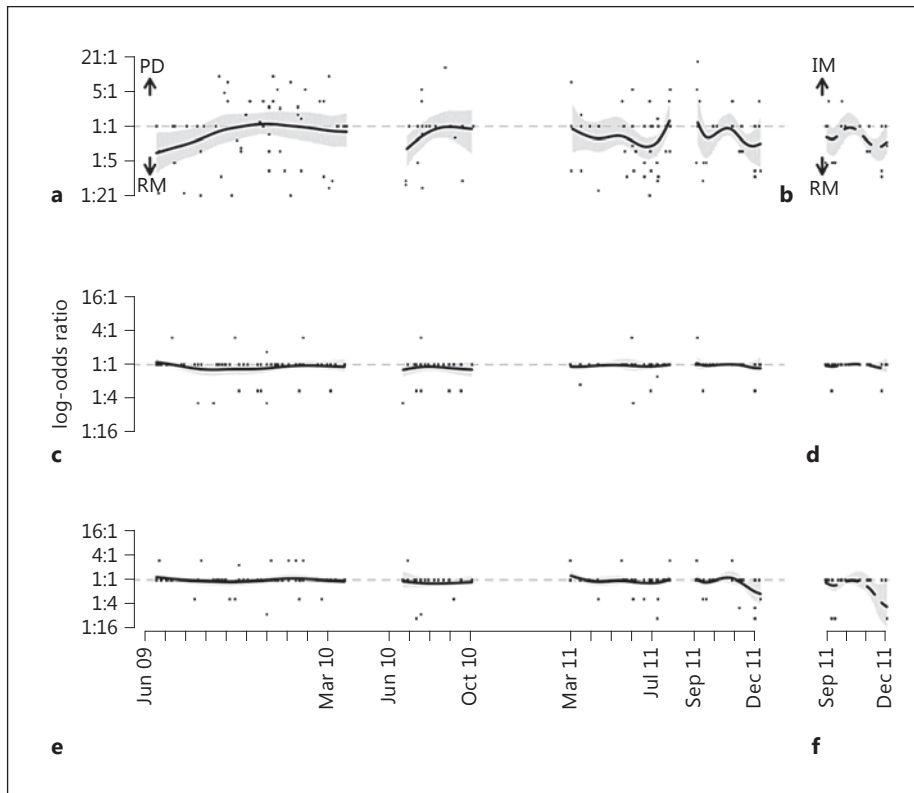 21:1
PD
IM
5:1
1:1
1:5
RM
RM
a
b
1:21
log-odds ratio
16:1
4:1
1:1
1:4
1:16
c
d
16:1
4:1
1:1
1:4
1:16
Jun 09
Mar 10
Jun 10
Oct 10
Mar 11
Jul 11
Sep 11
Dec 11
Sep 11
Dec 11
e
f